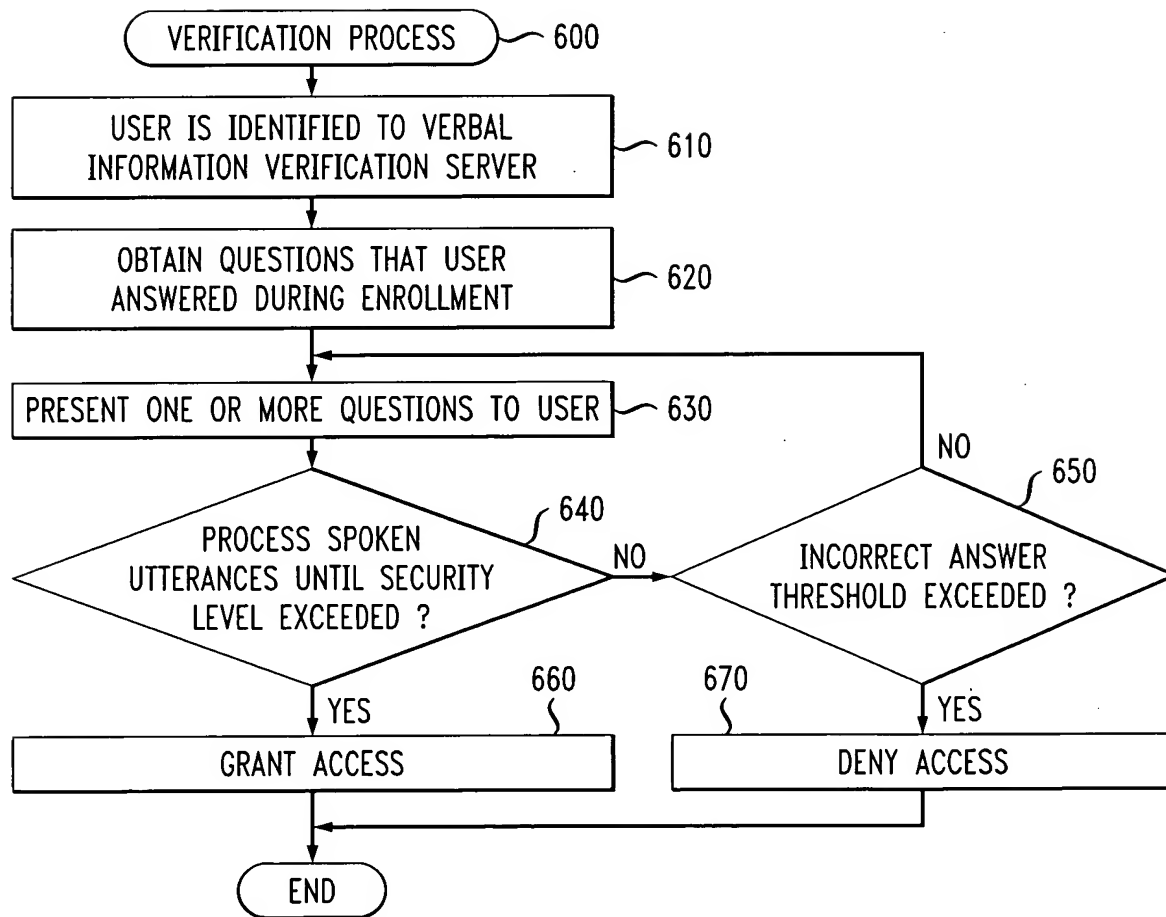 VERIFICATION PROCESS
600
USER IS IDENTIFIED TO VERBAL
INFORMATION VERIFICATION SERVER
610
OBTAIN QUESTIONS THAT USER
ANSWERED DURING ENROLLMENT
620
PRESENT ONE OR MORE QUESTIONS TO USER
630
NO
650
640
PROCESS SPOKEN
UTTERANCES UNTIL SECURITY
LEVEL EXCEEDED ?
NO
INCORRECT ANSWER
THRESHOLD EXCEEDED ?
YES
660
670
YES
GRANT ACCESS
DENY ACCESS
END